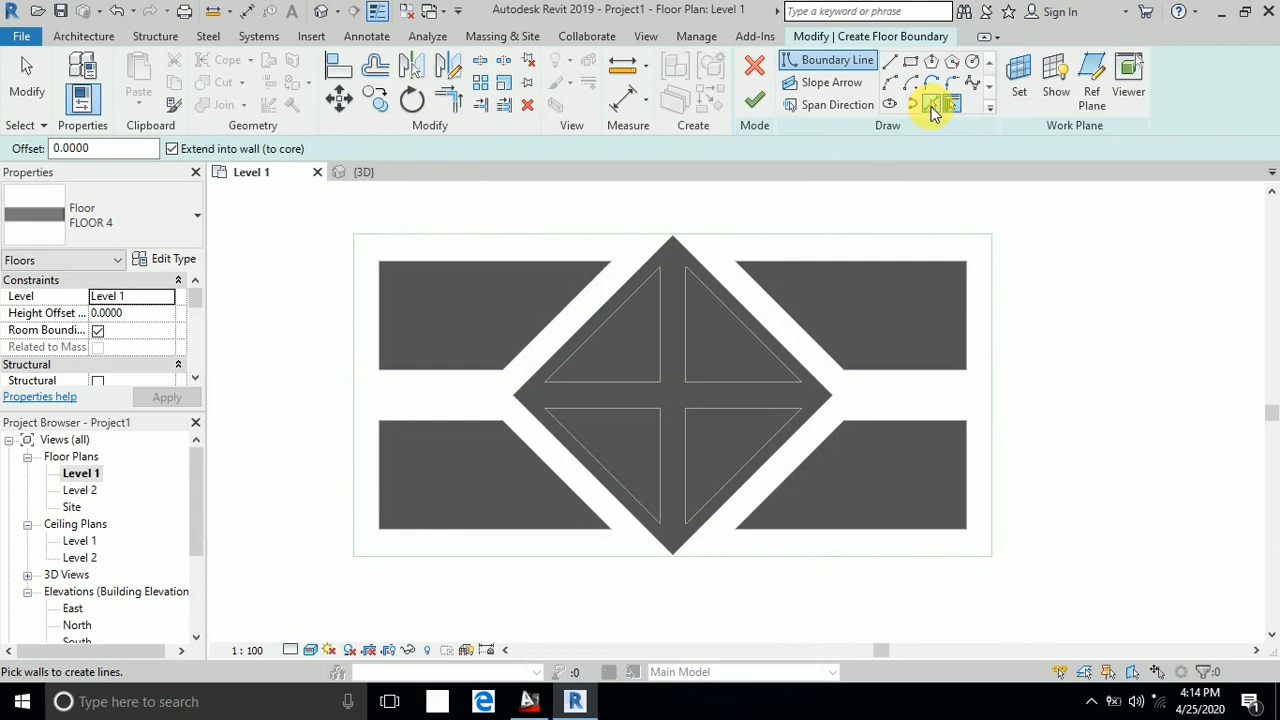 Autodesk Revit 2019 - Project1 - Floor Plan: Level 1
Type a keyword or phrase
Sign In
File
Architecture
Structure
Steel
Systems
Insert
Annotate
Analyze
Massing & Site
Collaborate
View
Manage
Add-Ins
Modify | Create Floor Boundary
Modify
Properties
Paste
Cope
Cut
Join
Boundary Line
Slope Arrow
Span Direction
Set
Show
Ref
Plane
Viewer
Select
Properties
Clipboard
Geometry
Modify
View
Measure
Create
Mode
Draw
Work Plane
Offset: 0.0000
Extend into wall (to core)
Properties
Level 1
{3D}
Floor
FLOOR 4
Floors
Edit Type
Constraints
Level
Level 1
Height Offset ...
0.0000
Room Boundi...
Related to Mass
Structural
Structural
Properties help
Apply
Project Browser - Project1
Views (all)
Floor Plans
Level 1
Level 2
Site
Ceiling Plans
Level 1
Level 2
3D Views
Elevations (Building Elevation
East
North
South
1 : 100
Pick walls to create lines.
:0
Main Model
:0
Type here to search
4:14 PM
4/25/2020
1